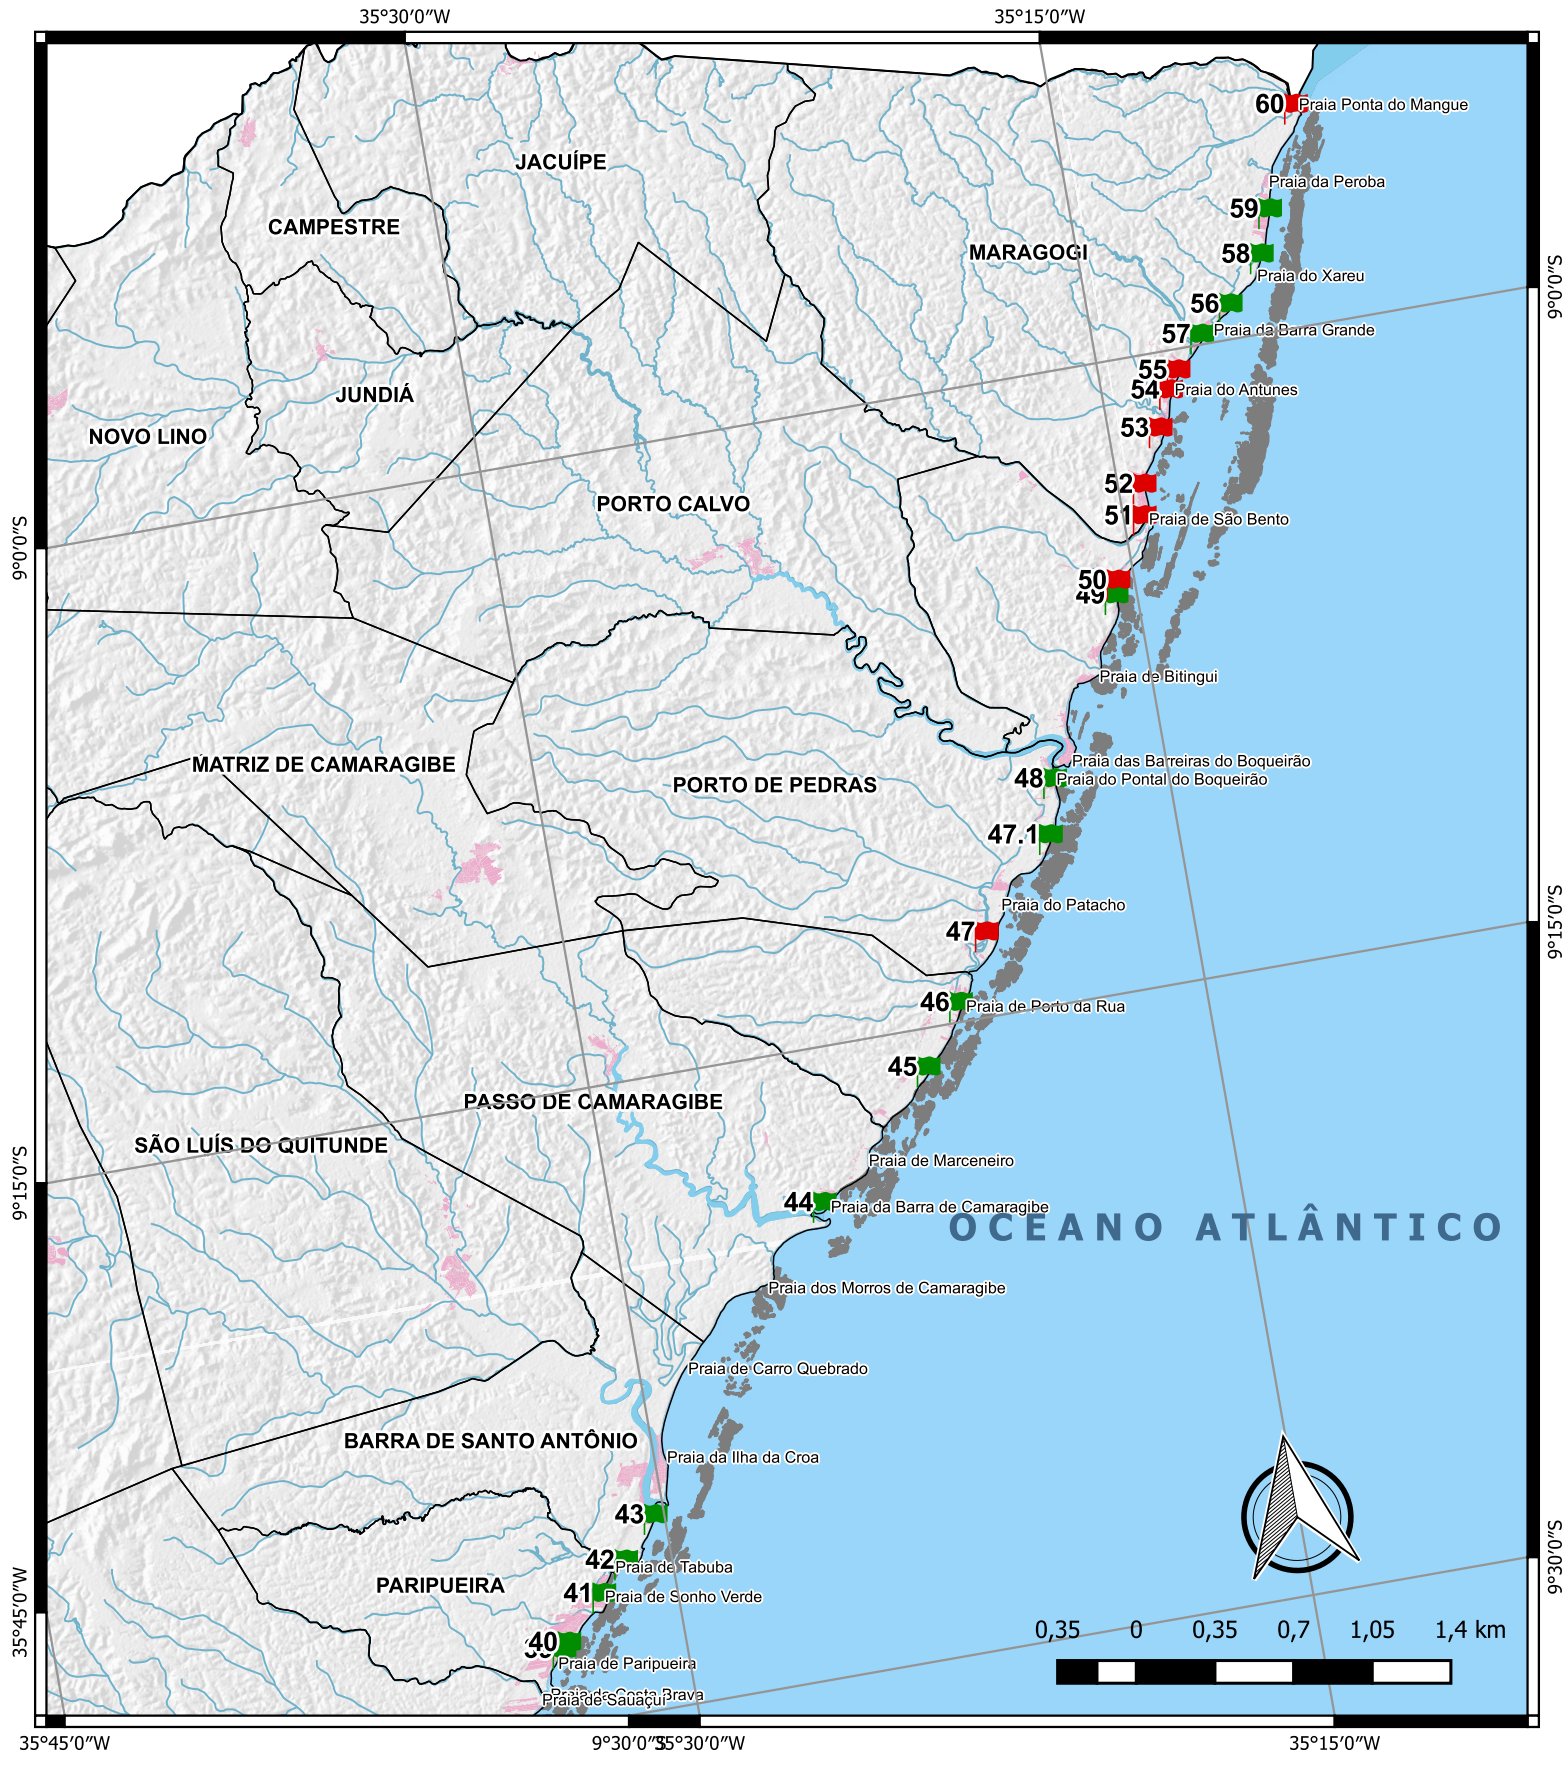 35°30'0"W
35°15'0"W
60
Praia Ponta do Mangue
JACUÍPE
Praia da Peroba
59
CAMPESTRE
MARAGOGI
58
Praia do Xareu
9°0'0"S
56
57
Praia da Barra Grande
55
54
Praia do Antunes
JUNDIÁ
53
NOVO LINO
52
PORTO CALVO
51
Praia de São Bento
9°0'0"S
50
49
Praia de Bitingui
MATRIZ DE CAMARAGIBE
Praia das Barreiras do Boqueirão
48
Praia do Pontal do Boqueirão
PORTO DE PEDRAS
47.1
Praia do Patacho
9°15'0"S
47
46
Praia de Porto da Rua
45
PASSO DE CAMARAGIBE
SÃO LUÍS DO QUITUNDE
Praia de Marceneiro
9°15'0"S
44
Praia da Barra de Camaragibe
OCEANO ATLÂNTICO
Praia dos Morros de Camaragibe
Praia de Carro Quebrado
BARRA DE SANTO ANTÔNIO
Praia da Ilha da Croa
43
42
Praia de Tabuba
9°30'0"S
PARIPUEIRA
41
Praia de Sonho Verde
35°45'0"W
40
Praia de Paripueira
0,35 0 0,35 0,7 1,05 1,4 km
Praia da Costa Brava
Praia de Sauaçuí
35°45'0"W
9°30'0"S
35°30'0"W
35°15'0"W